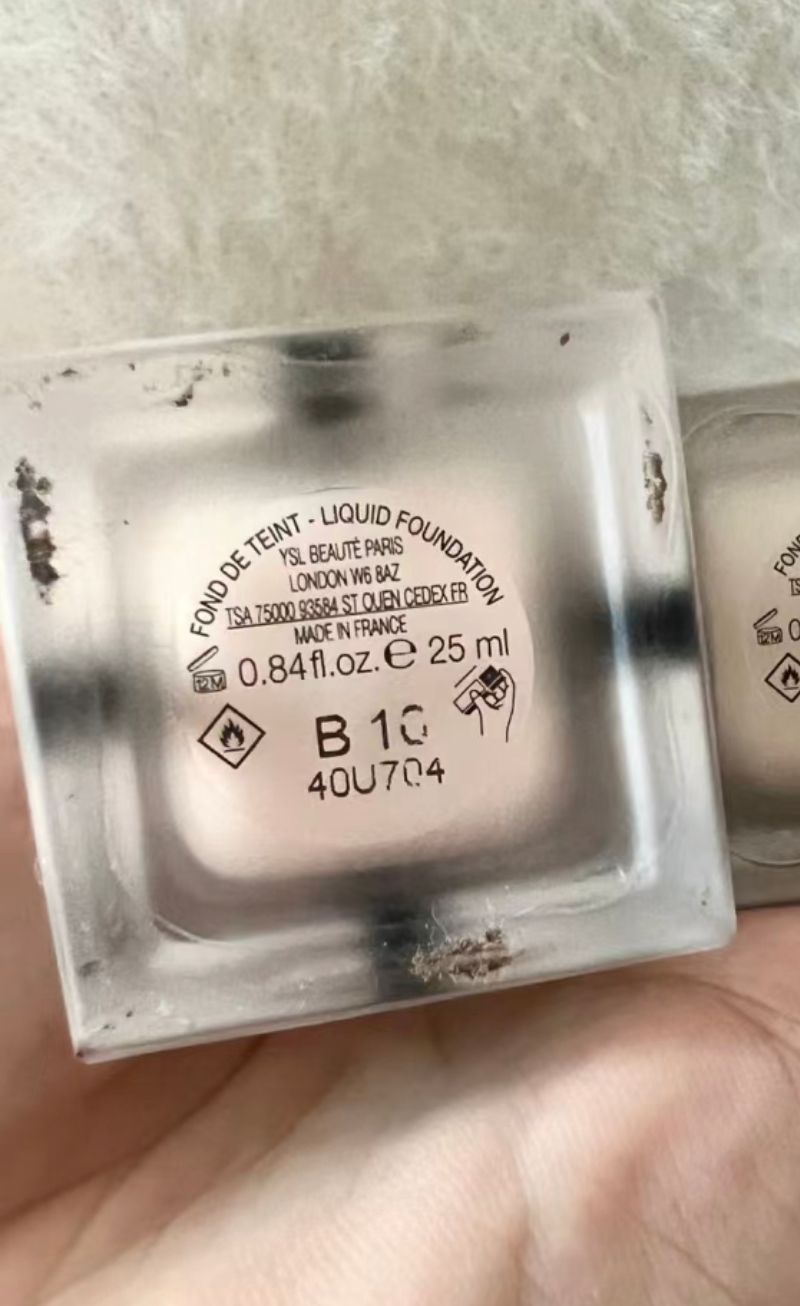 FOND DE TEINT - LIQUID FOUNDATION
YSL BEAUTÉ PARIS
LONDON W6 8AZ
TSA 75000 93584 ST OUEN CEDEX FR
MADE IN FRANCE
12M 0.84fl.oz.e 25 ml
B 10
40U704